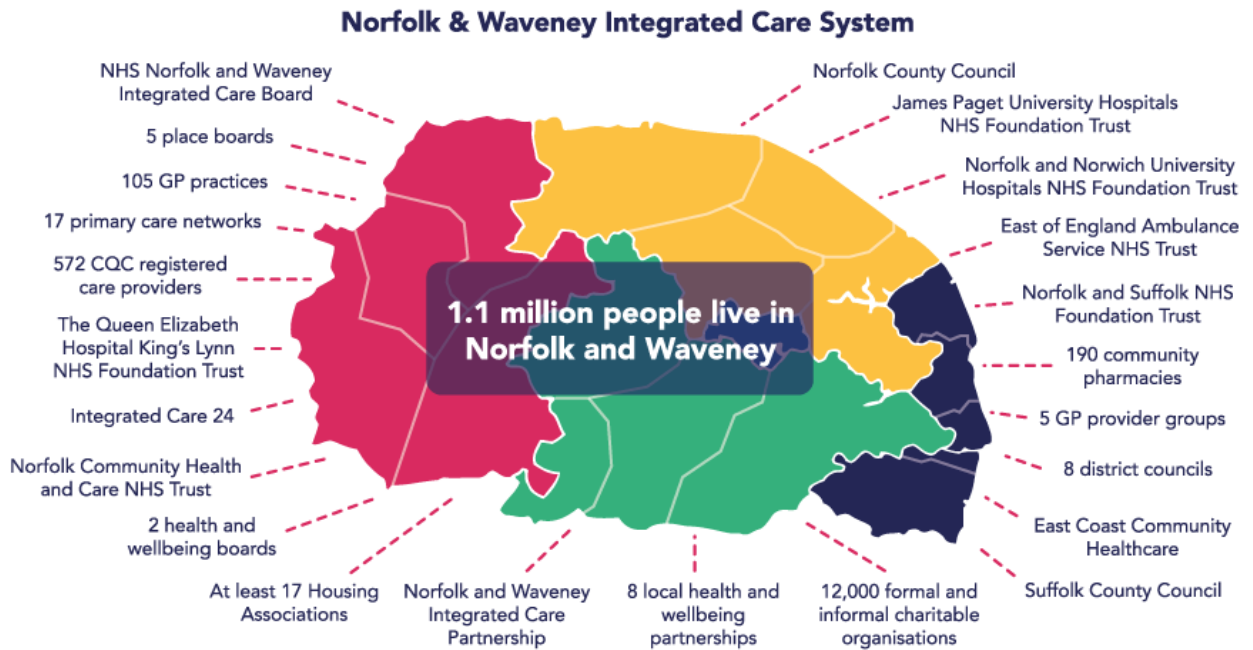 Norfolk & Waveney Integrated Care System
NHS Norfolk and Waveney
Integrated Care Board
5 place boards
105 GP practices
17 primary care networks
572 CQC registered
care providers
The Queen Elizabeth
Hospital King's Lynn
NHS Foundation Trust
Integrated Care 24
Norfolk Community Health
and Care NHS Trust
2 health and
wellbeing boards
At least 17 Housing
Associations
Norfolk and Waveney
Integrated Care
Partnership
8 local health and
wellbeing
partnerships
12,000 formal and
informal charitable
organisations
Norfolk County Council
James Paget University Hospitals
NHS Foundation Trust
Norfolk and Norwich University
Hospitals NHS Foundation Trust
East of England Ambulance
Service NHS Trust
Norfolk and Suffolk NHS
Foundation Trust
190 community
pharmacies
5 GP provider groups
8 district councils
East Coast Community
Healthcare
Suffolk County Council
1.1 million people live in
Norfolk and Waveney